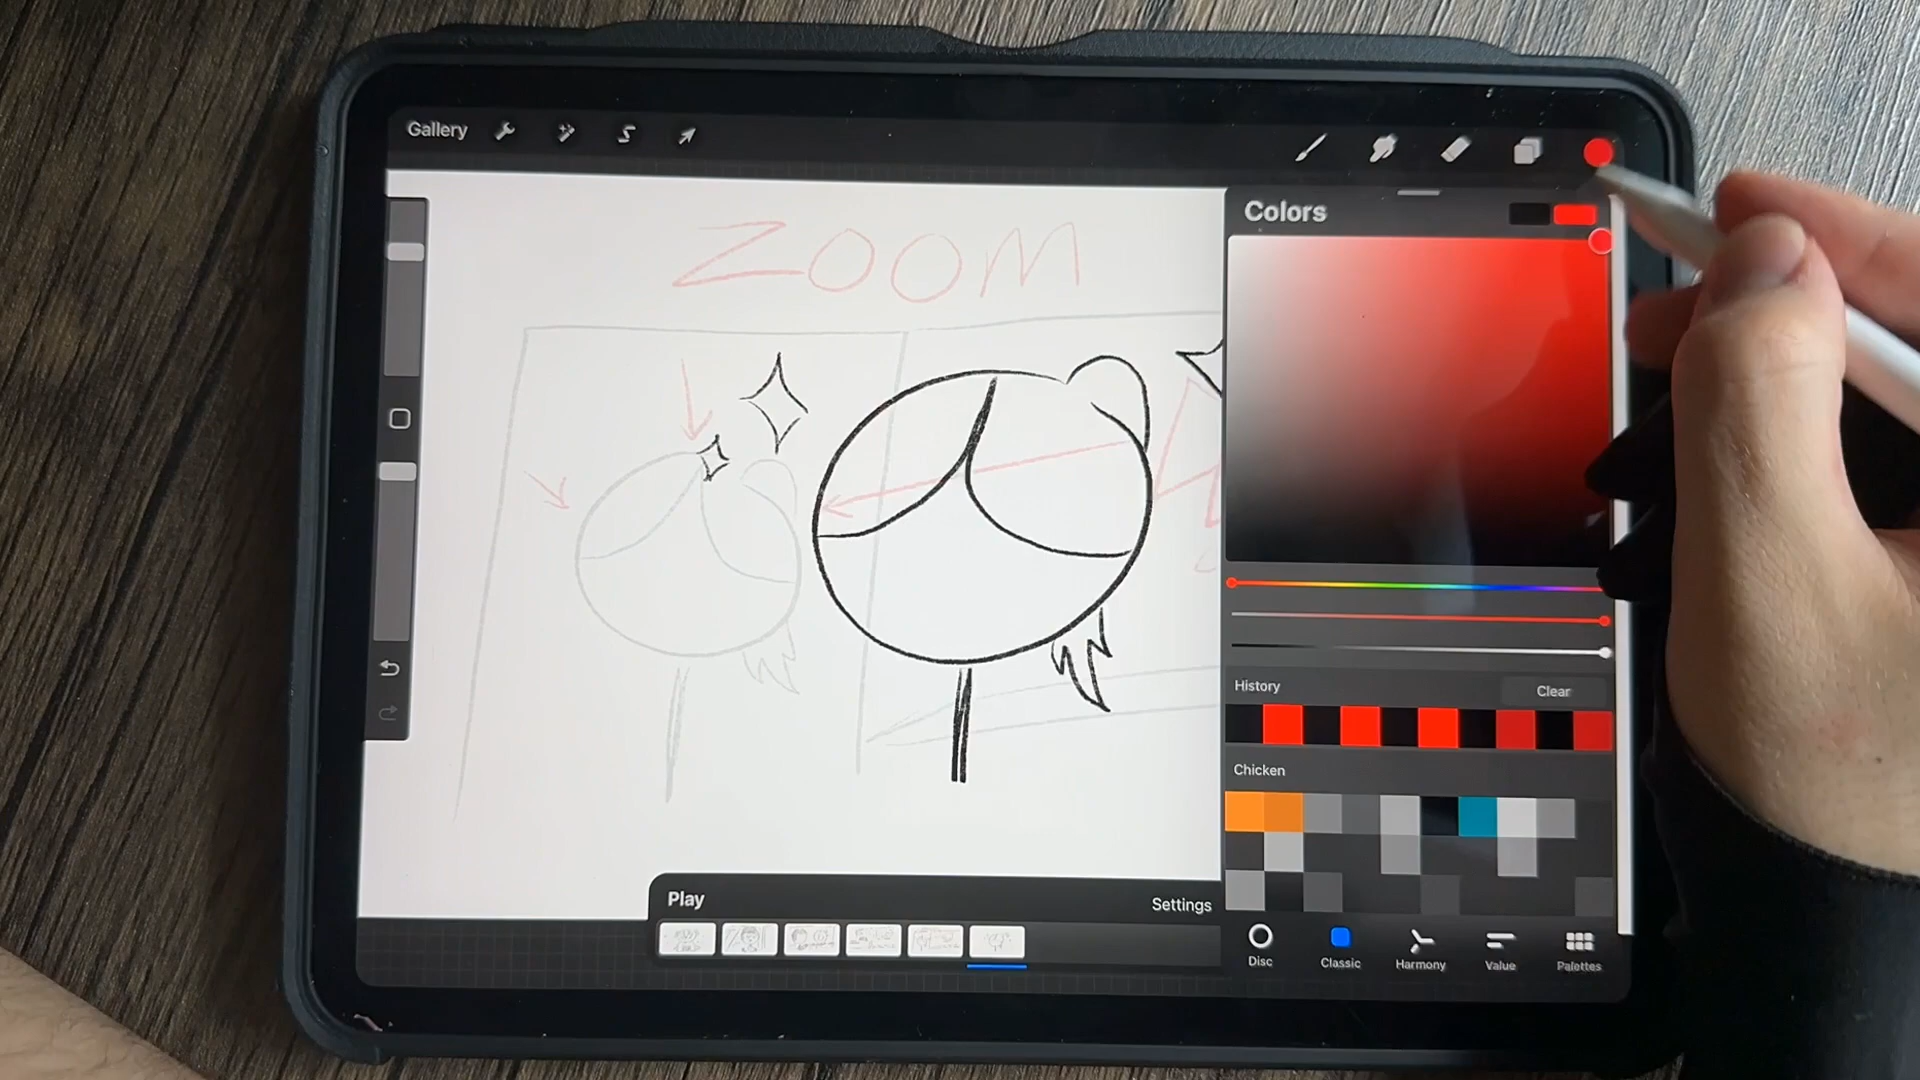 Gallery
Colors
ZOOM
History
Clear
Chicken
Play
Settings
Disc
Classic
Harmony
Value
Palettes